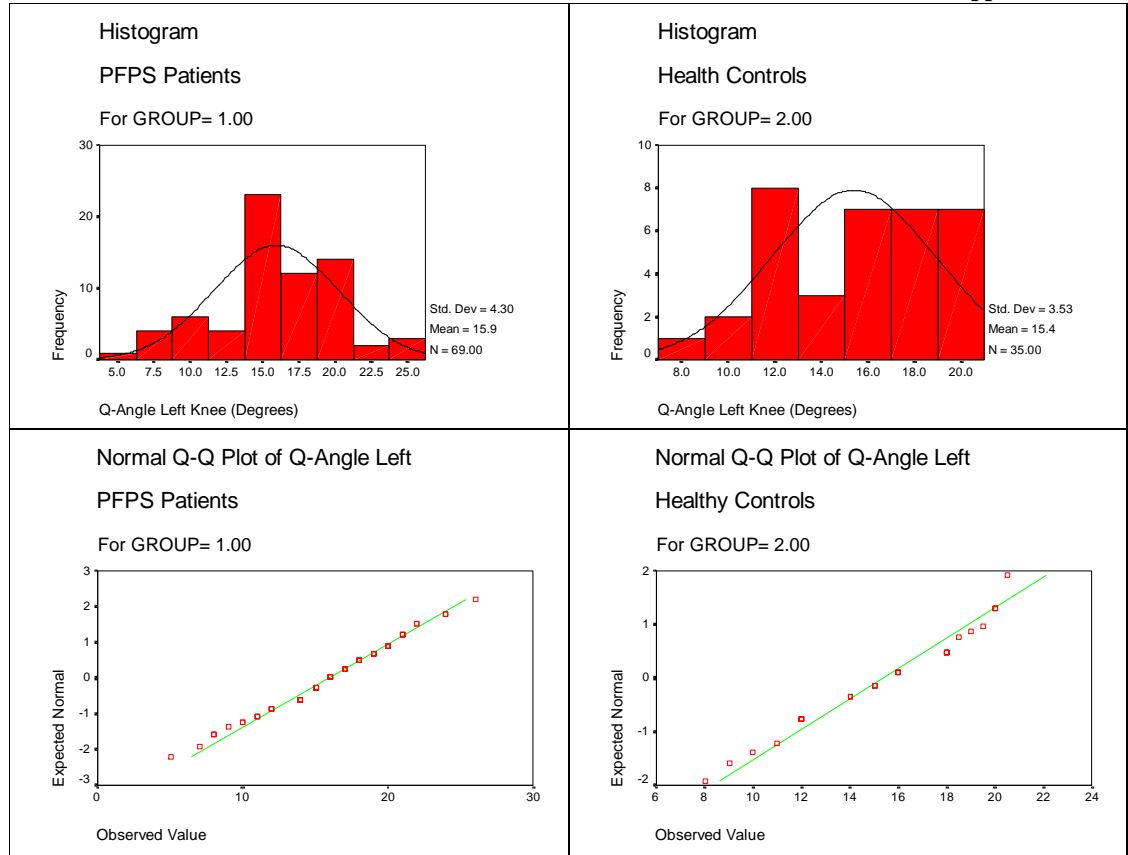 Histogram
PFPS Patients
For GROUP= 1.00
30
20
10
0
Frequency
5.0 7.5 10.0 12.5 15.0 17.5 20.0 22.5 25.0
Std. Dev = 4.30
Mean = 15.9
N = 69.00
Q-Angle Left Knee (Degrees)
Histogram
Health Controls
For GROUP= 2.00
10
8
6
4
2
0
Frequency
8.0 10.0 12.0 14.0 16.0 18.0 20.0
Std. Dev = 3.53
Mean = 15.4
N = 35.00
Q-Angle Left Knee (Degrees)
Normal Q-Q Plot of Q-Angle Left
PFPS Patients
For GROUP= 1.00
3
2
1
0
-1
-2
-3
Expected Normal
0 10 20 30
Observed Value
Normal Q-Q Plot of Q-Angle Left
Healthy Controls
For GROUP= 2.00
2
1
0
-1
-2
Expected Normal
6 8 10 12 14 16 18 20 22 24
Observed Value